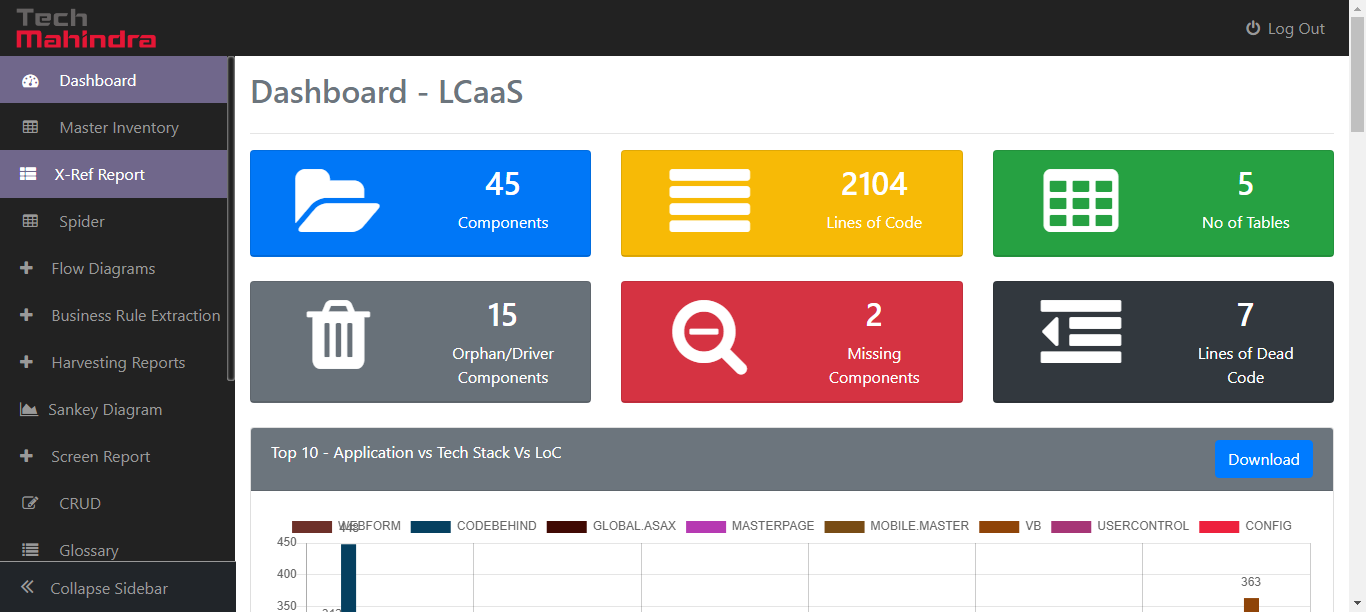 Tech
Mahindra
Log Out
Dashboard
Master Inventory
X-Ref Report
Spider
Flow Diagrams
Business Rule Extraction
Harvesting Reports
Sankey Diagram
Screen Report
CRUD
Glossary
Collapse Sidebar
Dashboard - LCaaS
45
Components
2104
Lines of Code
5
No of Tables
15
Orphan/Driver
Components
2
Missing
Components
7
Lines of Dead
Code
Top 10 - Application vs Tech Stack Vs LoC
Download
WEBFORM CODEBEHIND GLOBAL.ASAX MASTERPAGE MOBILE.MASTER VB USERCONTROL CONFIG
450
400
363
350